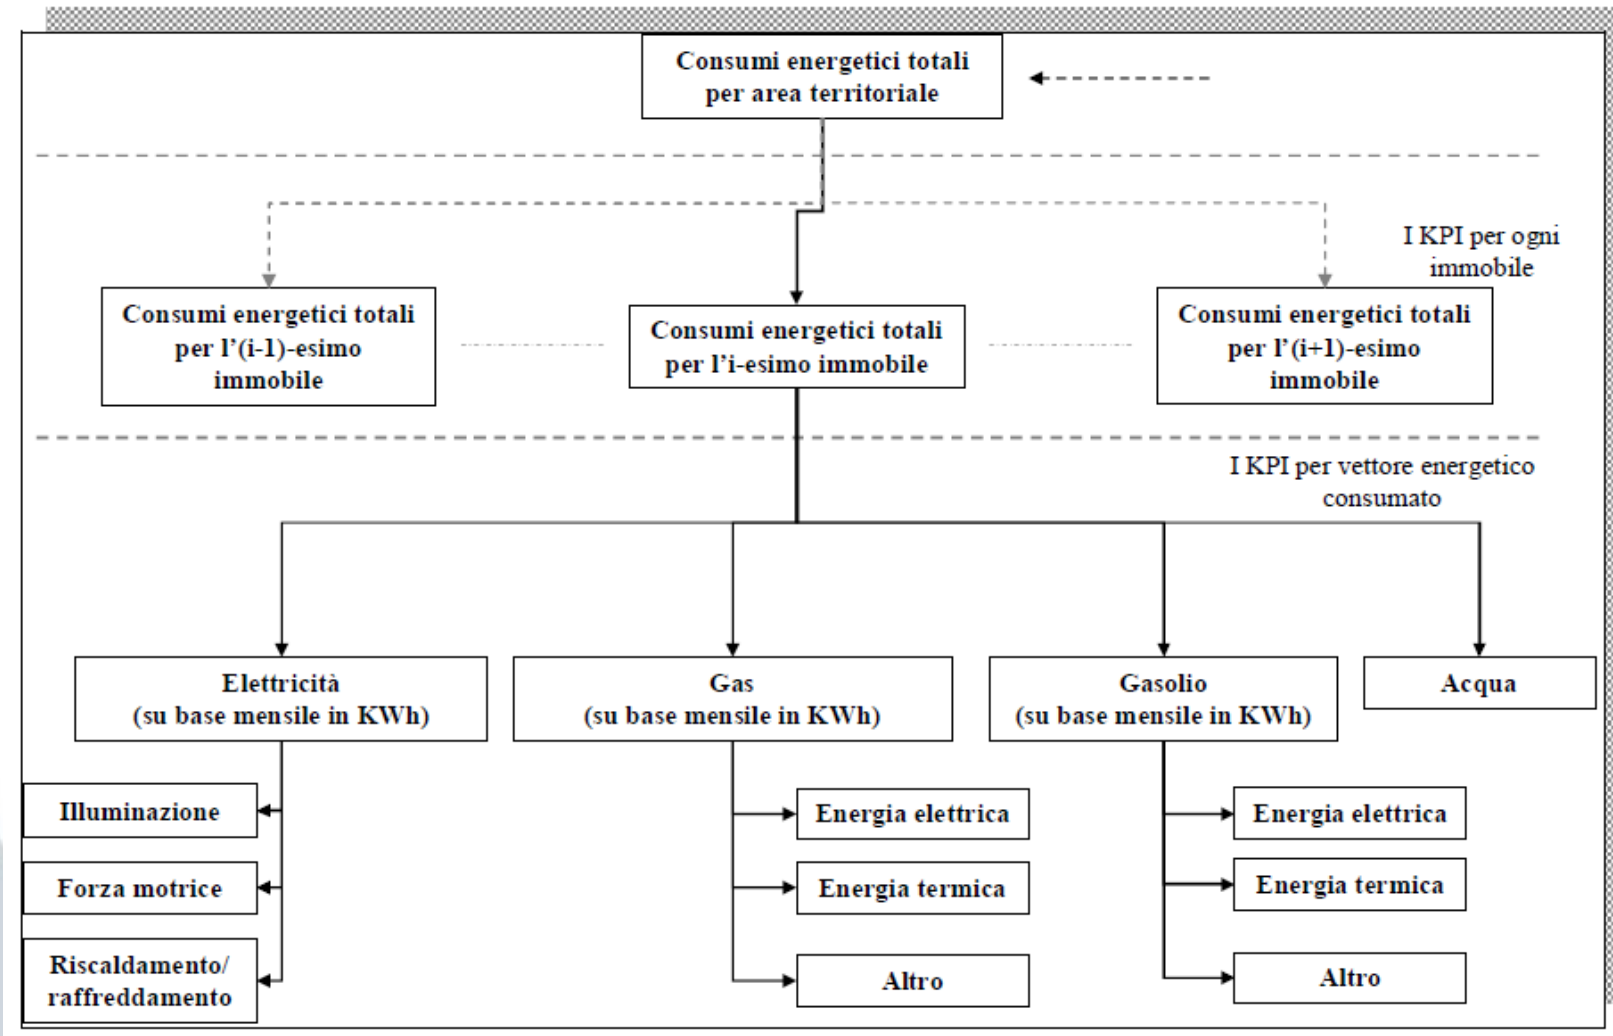 Consumi energetici totali
per area territoriale
I KPI per ogni
immobile
Consumi energetici totali
per l’(i-1)-esimo
immobile
Consumi energetici totali
per l’i-esimo immobile
Consumi energetici totali
per l’(i+1)-esimo
immobile
I KPI per vettore energetico
consumato
Elettricità
(su base mensile in KWh)
Gas
(su base mensile in KWh)
Gasolio
(su base mensile in KWh)
Acqua
Illuminazione
Forza motrice
Riscaldamento/
raffreddamento
Energia elettrica
Energia termica
Altro
Energia elettrica
Energia termica
Altro